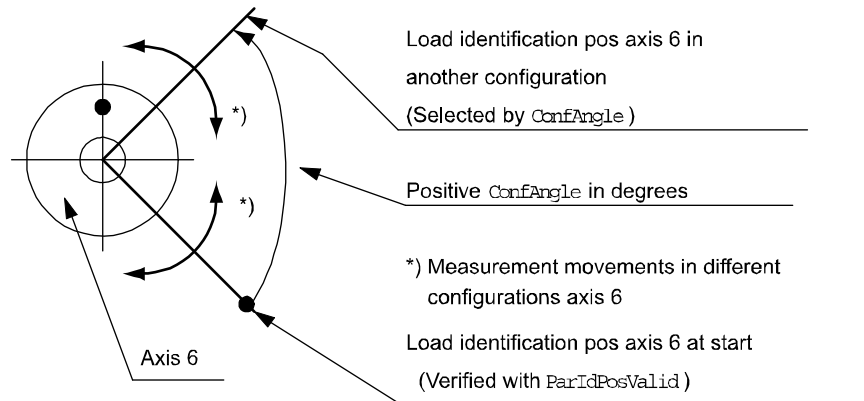 Load identification pos axis 6 in
another configuration
(Selected by ConfAngle)
*)
Positive ConfAngle in degrees
*)
*) Measurement movements in different
configurations axis 6
Load identification pos axis 6 at start
Axis 6
(Verified with ParIdPosValid)